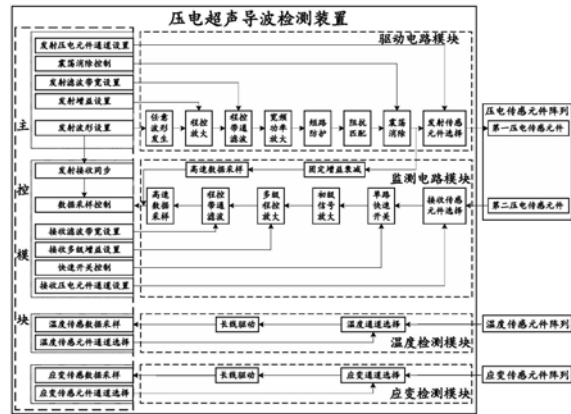 压电超声导波检测装置
驱动电路模块
发射压电元件通道设置
震荡消除控制
发射滤波带宽设置
发射增益设置
发射波形设置
任意波形发生
程控放大
程控带通滤波
宽频功率放大
短路防护
阻抗匹配
震荡消除
发射传感元件选择
压电传感元件阵列
第一压电传感元件
第二压电传感元件
主控模块
发射接收同步
数据采样控制
高速数据采样
固定增益衰减
监测电路模块
高速数据采样
程控带通滤波
多级程控放大
初级信号放大
单路快速开关
接收传感元件选择
接收滤波带宽设置
接收多级增益设置
快速开关控制
接收压电元件通道设置
温度传感数据采样
温度传感元件通道选择
长线驱动
温度通道选择
温度检测模块
温度传感元件阵列
应变传感数据采样
应变传感元件通道选择
长线驱动
应变通道选择
应变检测模块
应变传感元件阵列